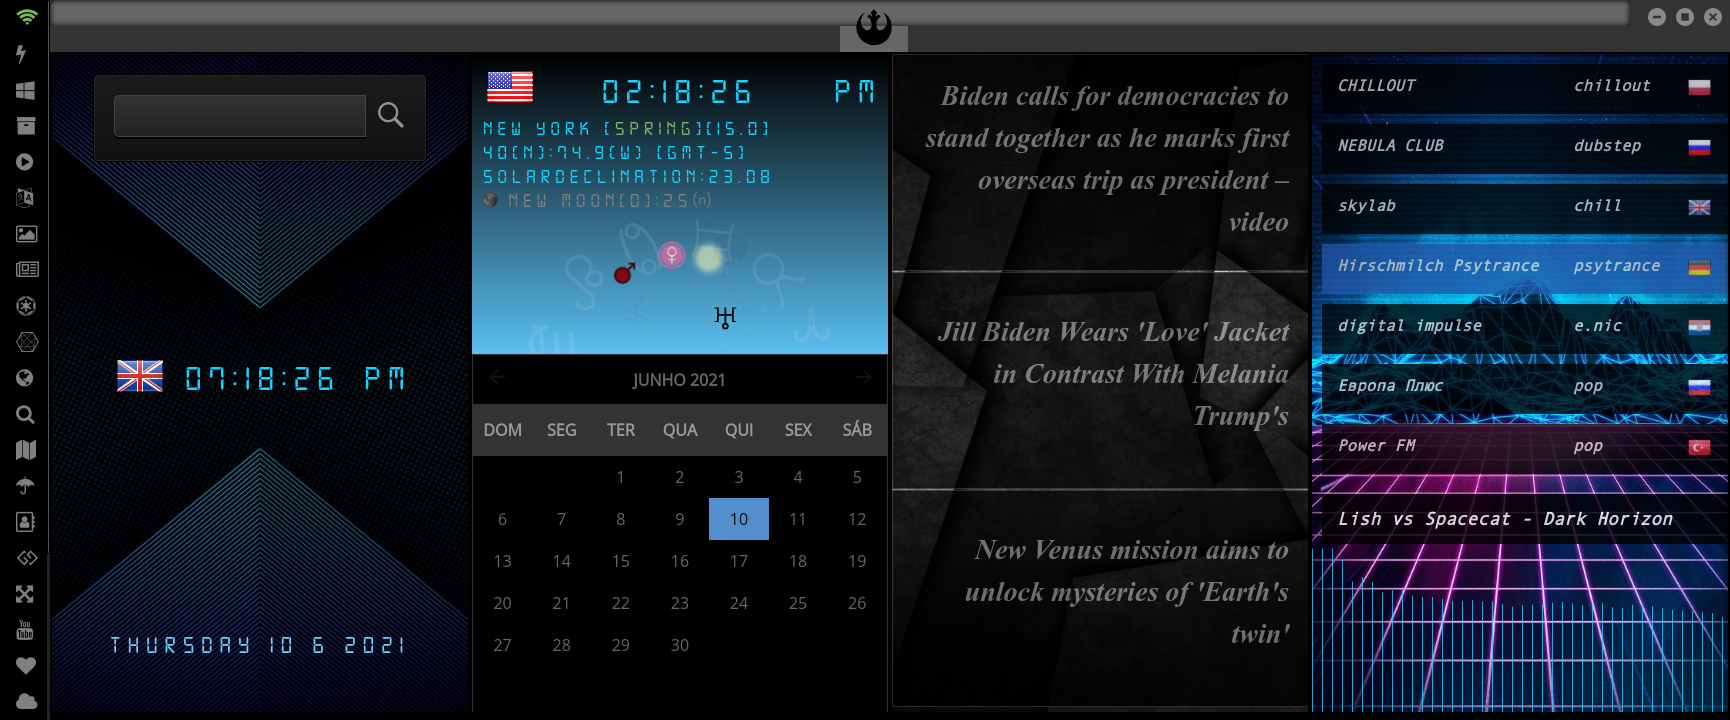 07:18:26 PM
THURSDAY 10 6 2021
02:18:26 PM
NEW YORK [SPRING][15.0]
40(N):74.9(W) [GMT-5]
SOLARDECLINATION:23.08
NEW MOON[0]:25(n)
JUNHO 2021
DOM SEG TER QUA QUI SEX SÁB
1 2 3 4 5
6 7 8 9 10 11 12
13 14 15 16 17 18 19
20 21 22 23 24 25 26
27 28 29 30
Biden calls for democracies to
stand together as he marks first
overseas trip as president –
video
Jill Biden Wears 'Love' Jacket
in Contrast With Melania
Trump's
New Venus mission aims to
unlock mysteries of 'Earth's
twin'
CHILLOUT chillout
NEBULA CLUB dubstep
skylab chill
Hirschmilch Psytrance psytrance
digital impulse e.nic
Европа Плюс pop
Power FM pop
Lish vs Spacecat - Dark Horizon
You
Tube